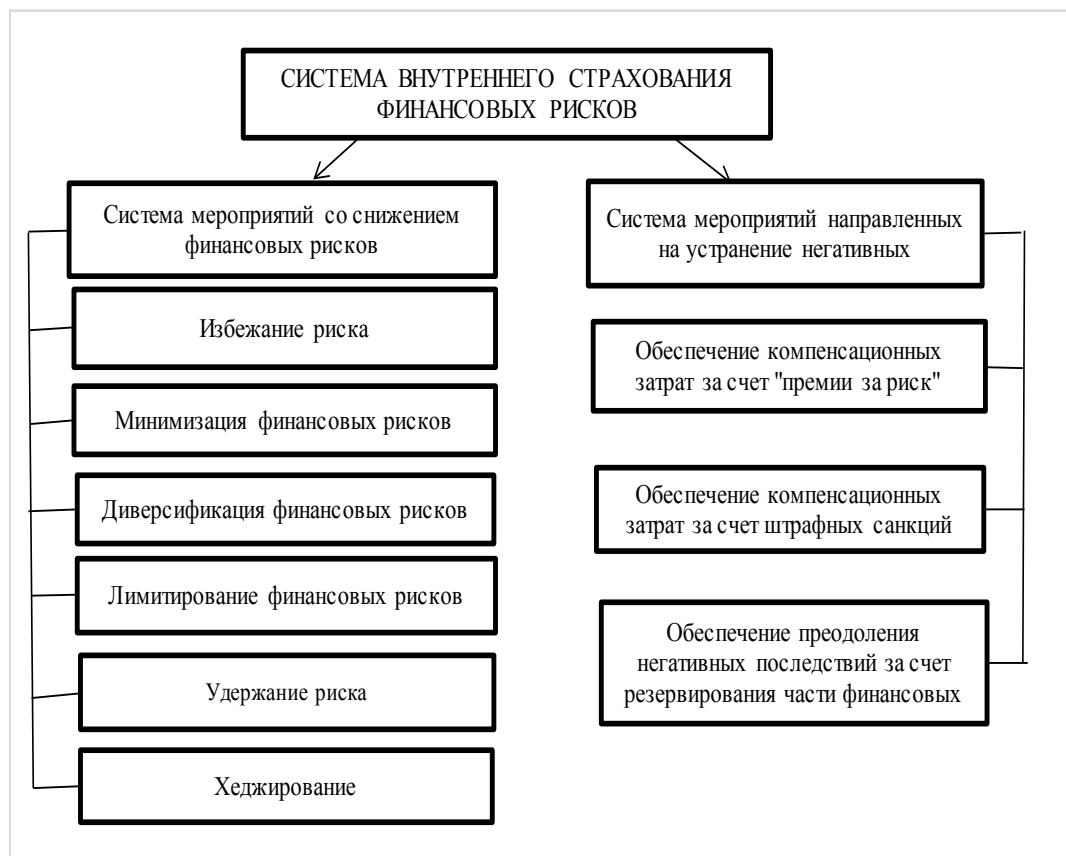 СИСТЕМА ВНУТРЕННЕГО СТРАХОВАНИЯ
ФИНАНСОВЫХ РИСКОВ
Система мероприятий со снижением
финансовых рисков
Избежание риска
Минимизация финансовых рисков
Диверсификация финансовых рисков
Лимитирование финансовых рисков
Удержание риска
Хеджирование
Система мероприятий направленных
на устранение негативных
Обеспечение компенсационных
затрат за счет "премии за риск"
Обеспечение компенсационных
затрат за счет штрафных санкций
Обеспечение преодоления
негативных последствий за счет
резервирования части финансовых